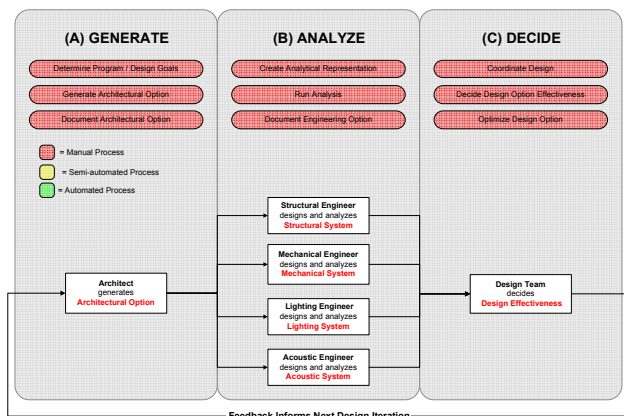 (A) GENERATE
Determine Program / Design Goals
Generate Architectural Option
Document Architectural Option
(B) ANALYZE
Create Analytical Representation
Run Analysis
Document Engineering Option
(C) DECIDE
Coordinate Design
Decide Design Option Effectiveness
Optimize Design Option
= Manual Process
= Semi-automated Process
= Automated Process
Architect
generates
Architectural Option
Structural Engineer
designs and analyzes
Structural System
Mechanical Engineer
designs and analyzes
Mechanical System
Lighting Engineer
designs and analyzes
Lighting System
Acoustic Engineer
designs and analyzes
Acoustic System
Design Team
decides
Design Effectiveness
Feedback Informs Next Design Iteration